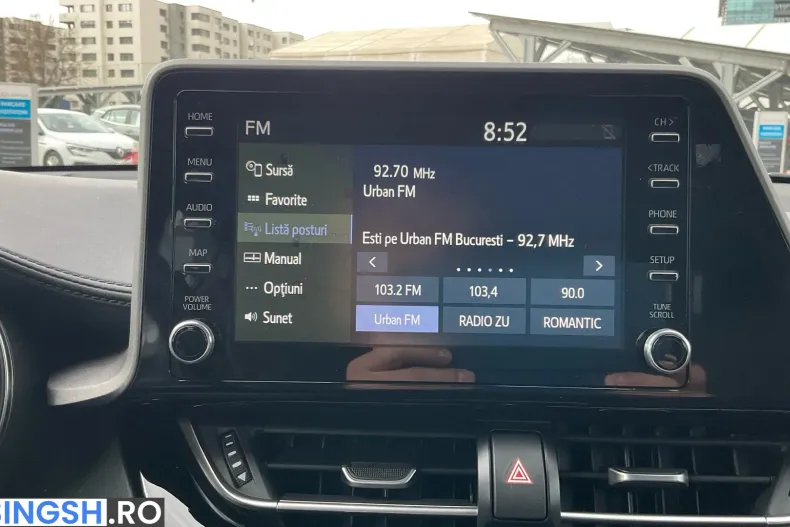 HOME
MENU
AUDIO
MAP
POWER
VOLUME
FM
8:52
Sursă
Favorite
Listă posturi
Manual
Opţiuni
Sunet
92.70 MHz
Urban FM
Esti pe Urban FM Bucuresti – 92,7 MHz
<
>
103.2 FM
103,4
90.0
Urban FM
RADIO ZU
ROMANTIC
CH >
< TRACK
PHONE
SETUP
TUNE
SCROLL
SINGSH.RO